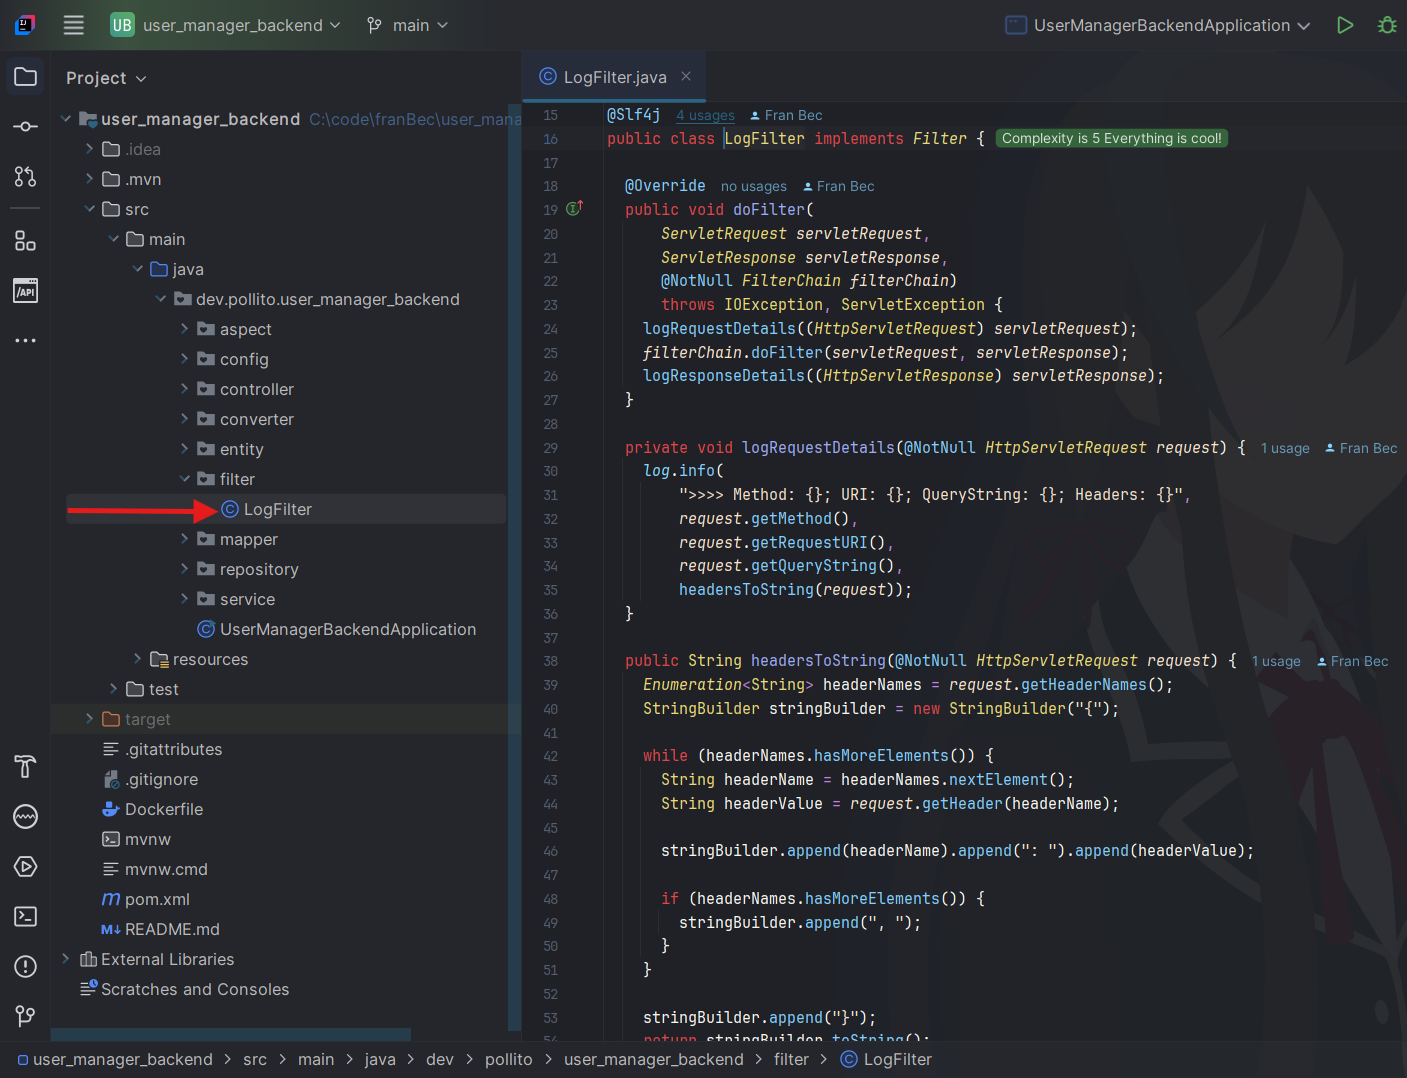 UB user_manager_backend main UserManagerBackendApplication
Project
LogFilter.java
user_manager_backend C:\code\franBec\user_mana
.idea
.mvn
src
main
java
dev.pollito.user_manager_backend
aspect
config
controller
converter
entity
filter
LogFilter
mapper
repository
service
UserManagerBackendApplication
resources
test
target
.gitattributes
.gitignore
Dockerfile
mvnw
mvnw.cmd
pom.xml
README.md
External Libraries
Scratches and Consoles
/API
15 @Slf4j 4 usages Fran Bec
16 public class LogFilter implements Filter { Complexity is 5 Everything is cool!
17
18 @Override no usages Fran Bec
19 public void doFilter(
20 ServletRequest servletRequest,
21 ServletResponse servletResponse,
22 @NotNull FilterChain filterChain)
23 throws IOException, ServletException {
24 logRequestDetails((HttpServletRequest) servletRequest);
25 filterChain.doFilter(servletRequest, servletResponse);
26 logResponseDetails((HttpServletResponse) servletResponse);
27 }
28
29 private void logRequestDetails(@NotNull HttpServletRequest request) { 1 usage Fran Bec
30 log.info(
31 ">>>> Method: {}; URI: {}; QueryString: {}; Headers: {}",
32 request.getMethod(),
33 request.getRequestURI(),
34 request.getQueryString(),
35 headersToString(request));
36 }
37
38 public String headersToString(@NotNull HttpServletRequest request) { 1 usage Fran Bec
39 Enumeration<String> headerNames = request.getHeaderNames();
40 StringBuilder stringBuilder = new StringBuilder("{");
41
42 while (headerNames.hasMoreElements()) {
43 String headerName = headerNames.nextElement();
44 String headerValue = request.getHeader(headerName);
45
46 stringBuilder.append(headerName).append(": ").append(headerValue);
47
48 if (headerNames.hasMoreElements()) {
49 stringBuilder.append(", ");
50 }
51 }
52
53 stringBuilder.append("}");
54 return stringBuilder.toString();
user_manager_backend > src > main > java > dev > pollito > user_manager_backend > filter > LogFilter